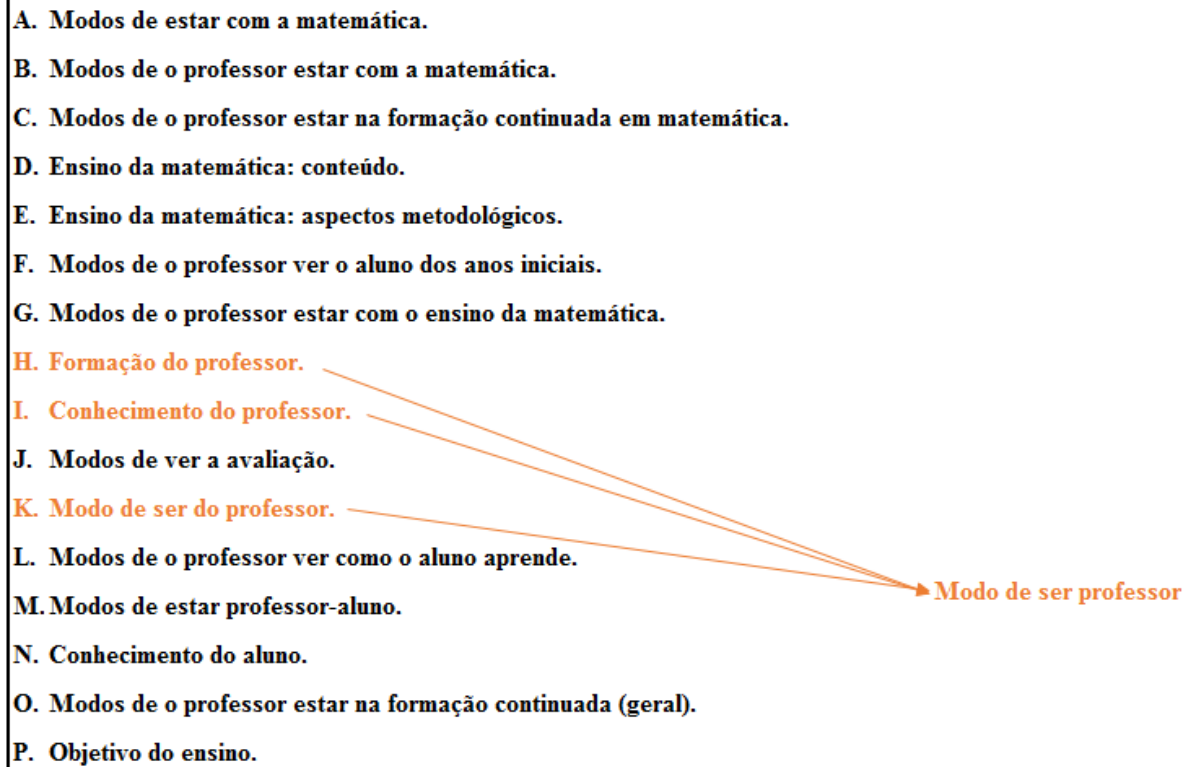 A. Modos de estar com a matemática.
B. Modos de o professor estar com a matemática.
C. Modos de o professor estar na formação continuada em matemática.
D. Ensino da matemática: conteúdo.
E. Ensino da matemática: aspectos metodológicos.
F. Modos de o professor ver o aluno dos anos iniciais.
G. Modos de o professor estar com o ensino da matemática.
H. Formação do professor.
I. Conhecimento do professor.
J. Modos de ver a avaliação.
K. Modo de ser do professor.
L. Modos de o professor ver como o aluno aprende.
Modo de ser professor
M. Modos de estar professor-aluno.
N. Conhecimento do aluno.
O. Modos de o professor estar na formação continuada (geral).
P. Objetivo do ensino.